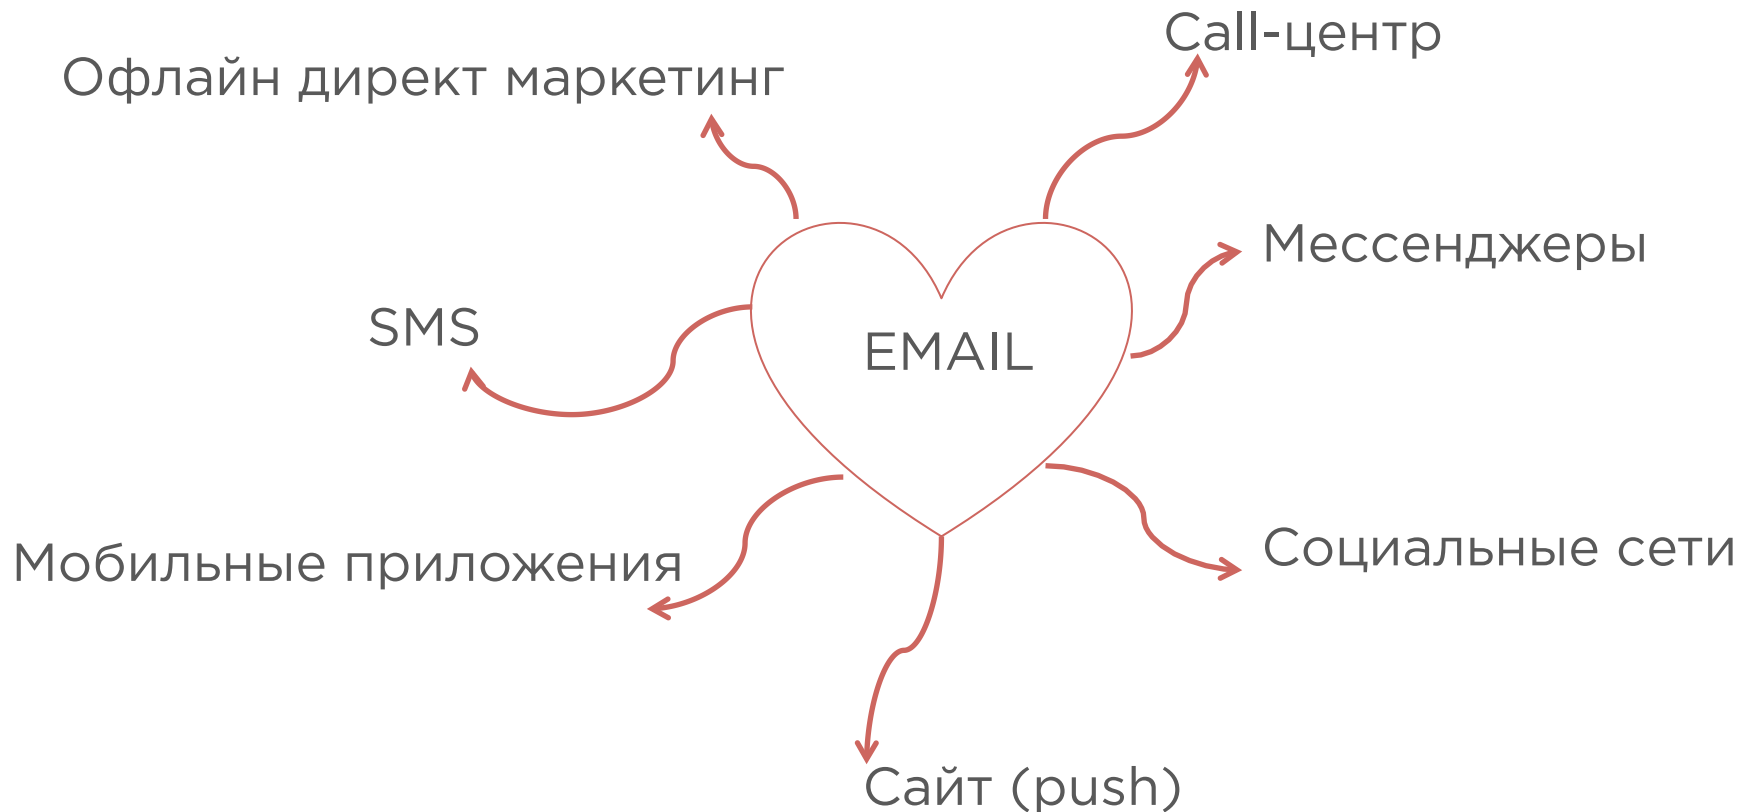 Call-центр
Офлайн директ маркетинг
Мессенджеры
SMS
EMAIL
Социальные сети
Мобильные приложения
Сайт (push)